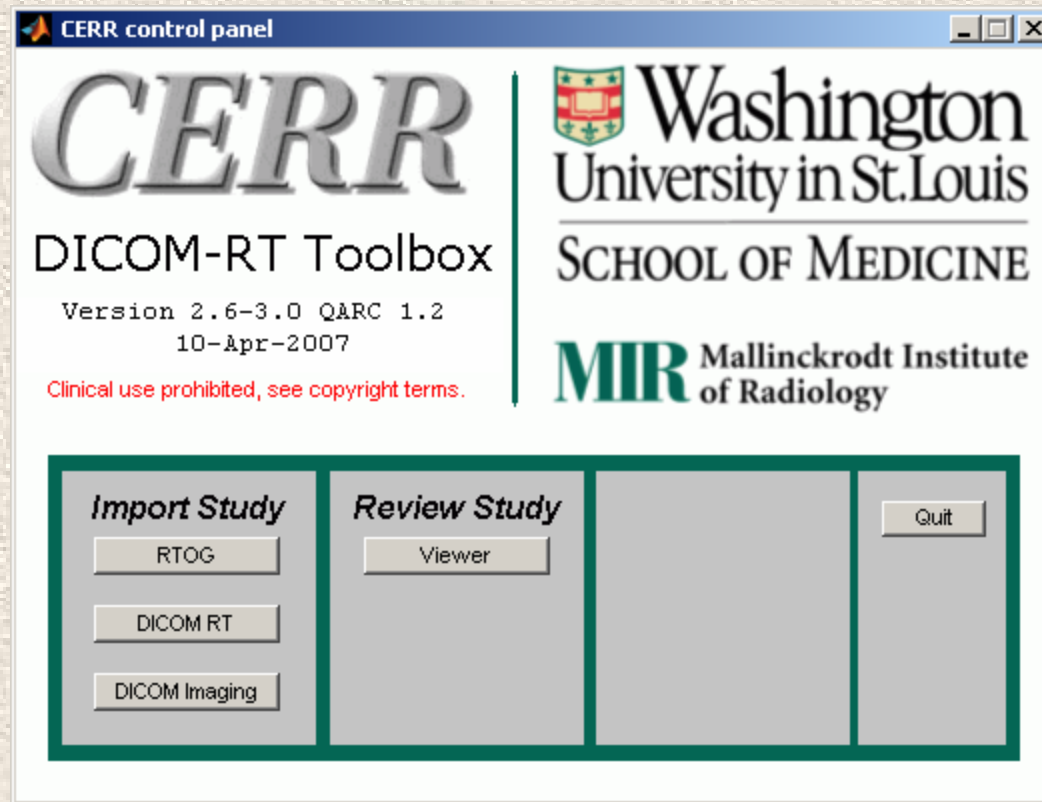 CERR control panel
CERR
DICOM-RT Toolbox
Version 2.6-3.0 QARC 1.2
10-Apr-2007
Clinical use prohibited, see copyright terms.
Washington
University in St.Louis
SCHOOL OF MEDICINE
MIR Mallinckrodt Institute
of Radiology
Import Study
RTOG
DICOM RT
DICOM Imaging
Review Study
Viewer
Quit